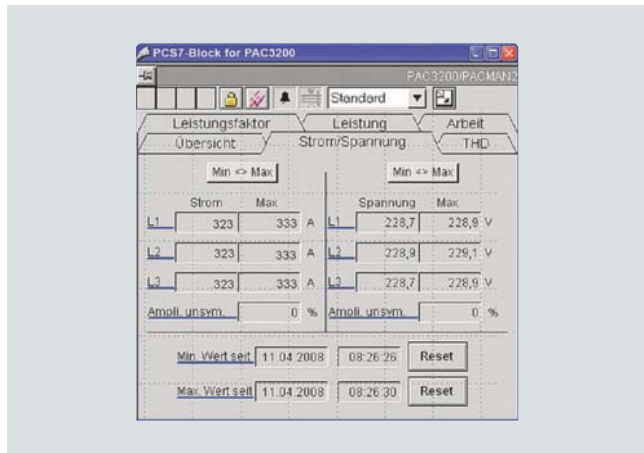 PCS7-Block for PAC3200
PAC3200/PACMAN2
Standard
Leistungsfaktor Leistung Arbeit
Übersicht Strom/Spannung THD
Min <> Max Min <> Max
Strom Max Spannung Max
L1 323 333 A L1 228,7 228,9 V
L2 323 333 A L2 228,9 229,1 V
L3 323 333 A L3 228,7 228,9 V
Ampli. unsym. 0 % Ampli. unsym. 0 %
Min. Wert seit 11.04.2008 08:26:26 Reset
Max. Wert seit 11.04.2008 08:26:30 Reset